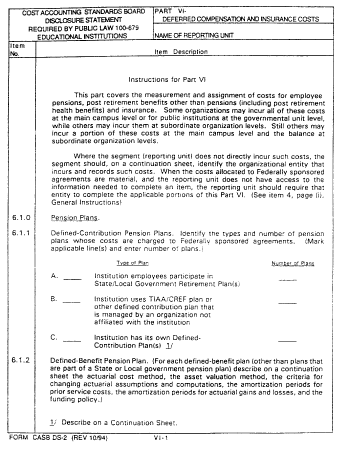 COST ACCOUNTING STANDARDS BOARD
DISCLOSURE STATEMENT
REQUIRED BY PUBLIC LAW 100-679
EDUCATIONAL INSTITUTIONS
PART VI-
DEFERRED COMPENSATION AND INSURANCE COSTS
NAME OF REPORTING UNIT
Item
No.
Item Description
Instructions for Part VI
This part covers the measurement and assignment of costs for employee
pensions, post retirement benefits other than pensions (including post retirement
health benefits) and insurance. Some organizations may incur all of these costs
at the main campus level or for public institutions at the governmental unit level,
while others may incur them at subordinate organization levels. Still others may
incur a portion of these costs at the main campus level and the balance at
subordinate organization levels.
Where the segment (reporting unit) does not directly incur such costs, the
segment should, on a continuation sheet, identify the organizational entity that
incurs and records such costs. When the costs allocated to Federally sponsored
agreements are material, and the reporting unit does not have access to the
information needed to complete an item, the reporting unit should require that
entity to complete the applicable portions of this Part VI. (See item 4, page (i),
General Instructions)
6.1.0 Pension Plans.
6.1.1 Defined-Contribution Pension Plans. Identify the types and number of pension
plans whose costs are charged to Federally sponsored agreements. (Mark
applicable line(s) and enter number of plans.)
Type of Plan Number of Plans
A. ____ Institution employees participate in ____
State/Local Government Retirement Plan(s)
B. ____ Institution uses TIAA/CREF plan or ____
other defined contribution plan that
is managed by an organization not
affiliated with the institution
C. ____ Institution has its own Defined- ____
Contribution Plan(s) 1/
6.1.2 Defined-Benefit Pension Plan. (For each defined-benefit plan (other than plans that
are part of a State or Local government pension plan) describe on a continuation
sheet the actuarial cost method, the asset valuation method, the criteria for
changing actuarial assumptions and computations, the amortization periods for
prior service costs, the amortization periods for actuarial gains and losses, and the
funding policy.)
1/ Describe on a Continuation Sheet.
FORM CASB DS-2 (REV 10/94) VI-1